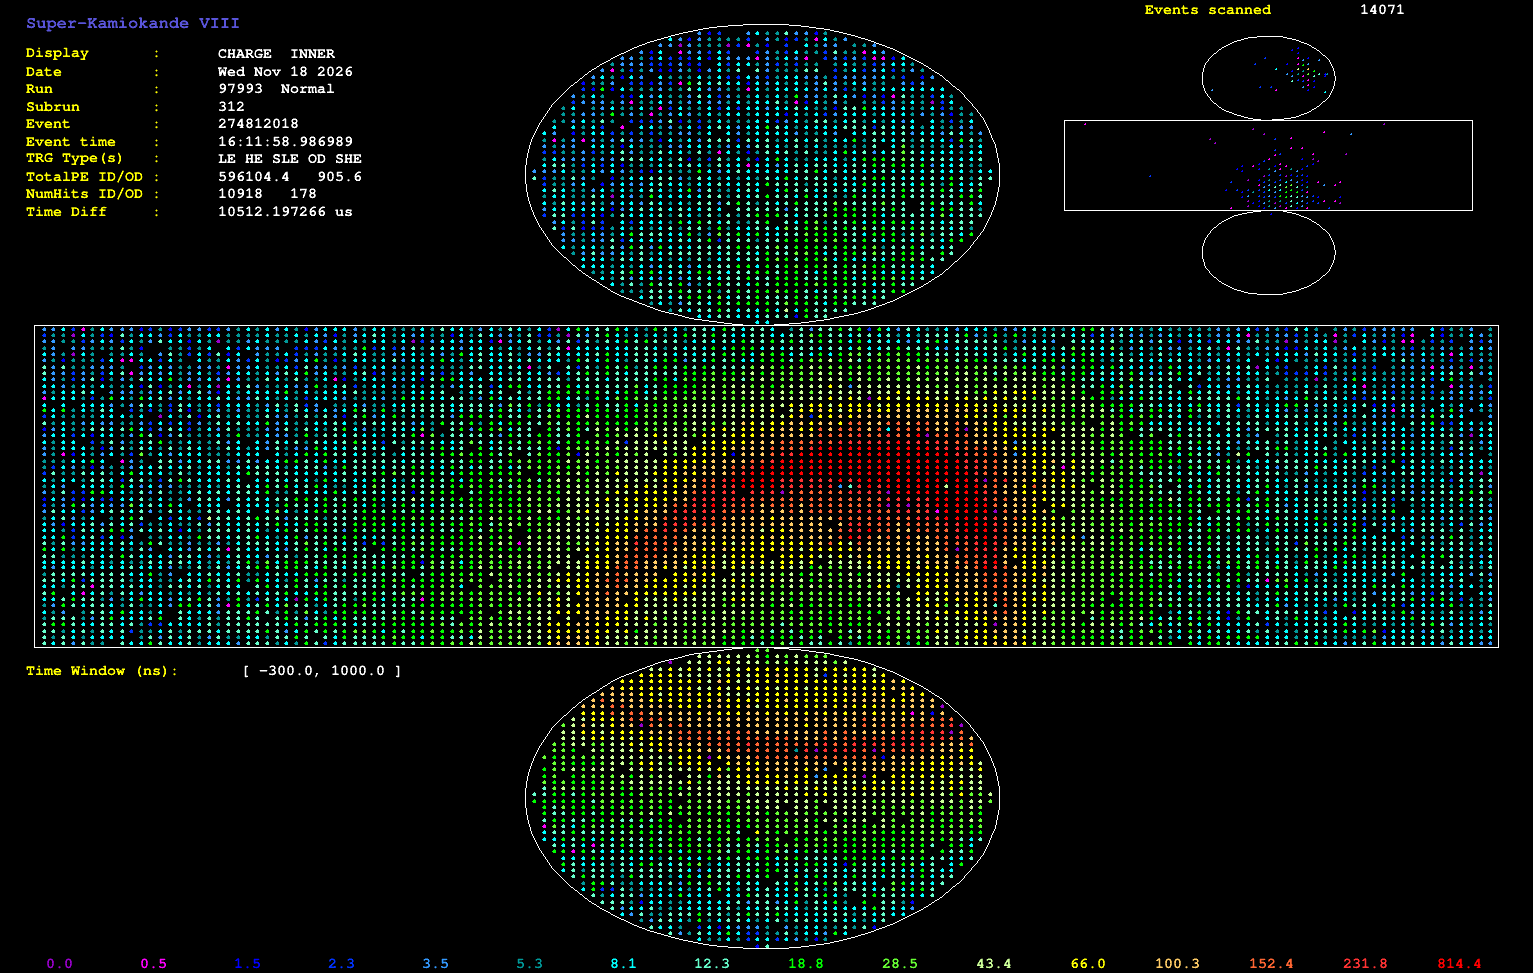 Super-Kamiokande VIII
Events scanned 14071
Display : CHARGE INNER
Date : Wed Nov 18 2026
Run : 97993 Normal
Subrun : 312
Event : 274812018
Event time : 16:11:58.986989
TRG Type(s) : LE HE SLE OD SHE
TotalPE ID/OD : 596104.4 905.6
NumHits ID/OD : 10918 178
Time Diff : 10512.197266 us
Time Window (ns): [ -300.0, 1000.0 ]
0.0 0.5 1.5 2.3 3.5 5.3 8.1 12.3 18.8 28.5 43.4 66.0 100.3 152.4 231.8 814.4